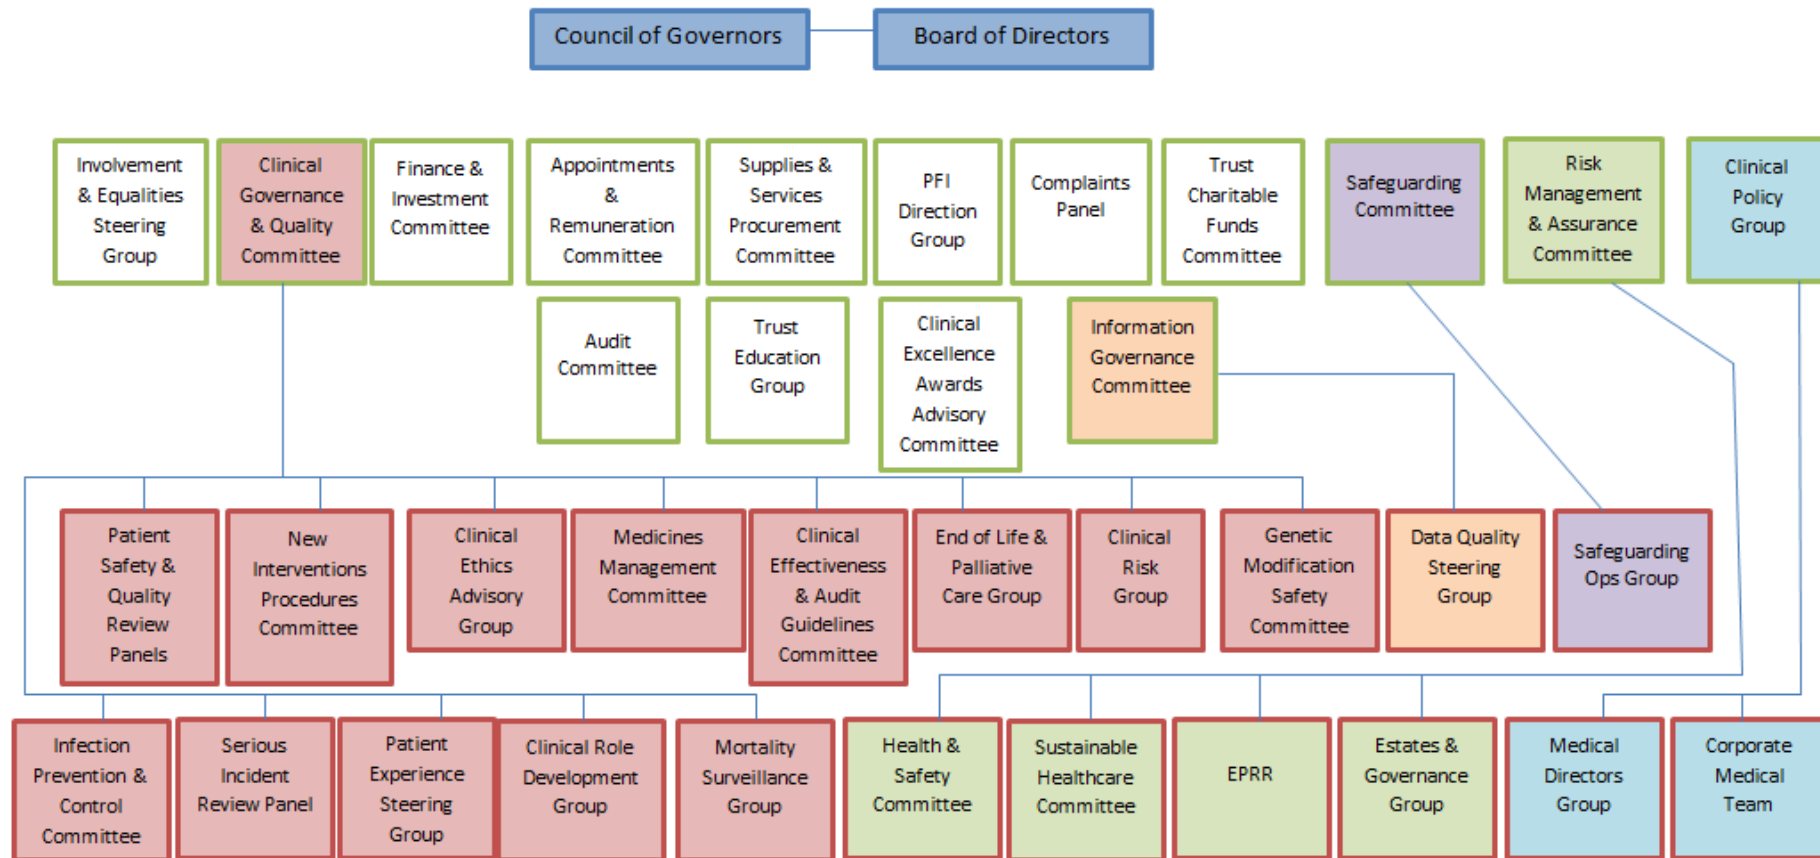 Council of Governors
Board of Directors
Involvement
& Equalities
Steering
Group
Clinical
Governance
& Quality
Committee
Finance &
Investment
Committee
Appointments
&
Remuneration
Committee
Supplies &
Services
Procurement
Committee
PFI
Direction
Group
Complaints
Panel
Trust
Charitable
Funds
Committee
Safeguarding
Committee
Risk
Management
& Assurance
Committee
Clinical
Policy
Group
Audit
Committee
Trust
Education
Group
Clinical
Excellence
Awards
Advisory
Committee
Information
Governance
Committee
Patient
Safety &
Quality
Review
Panels
New
Interventions
Procedures
Committee
Clinical
Ethics
Advisory
Group
Medicines
Management
Committee
Clinical
Effectiveness
& Audit
Guidelines
Committee
End of Life &
Palliative
Care Group
Clinical
Risk
Group
Genetic
Modification
Safety
Committee
Data Quality
Steering
Group
Safeguarding
Ops Group
Infection
Prevention &
Control
Committee
Serious
Incident
Review Panel
Patient
Experience
Steering
Group
Clinical Role
Development
Group
Mortality
Surveillance
Group
Health &
Safety
Committee
Sustainable
Healthcare
Committee
EPRR
Estates &
Governance
Group
Medical
Directors
Group
Corporate
Medical
Team